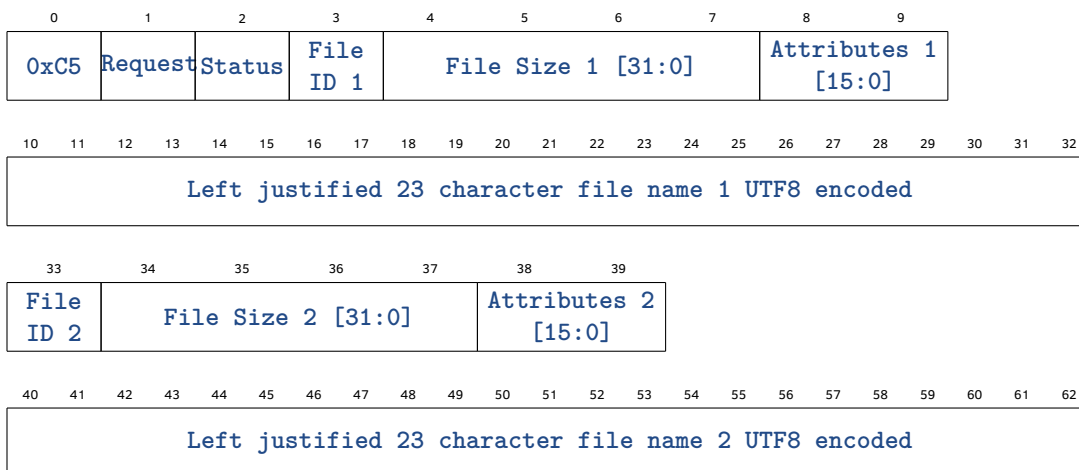 0 1 2 3 4 5 6 7 8 9
0xC5 Request Status File ID 1 File Size 1 [31:0] Attributes 1 [15:0]
10 11 12 13 14 15 16 17 18 19 20 21 22 23 24 25 26 27 28 29 30 31 32
Left justified 23 character file name 1 UTF8 encoded
33 34 35 36 37 38 39
File ID 2 File Size 2 [31:0] Attributes 2 [15:0]
40 41 42 43 44 45 46 47 48 49 50 51 52 53 54 55 56 57 58 59 60 61 62
Left justified 23 character file name 2 UTF8 encoded